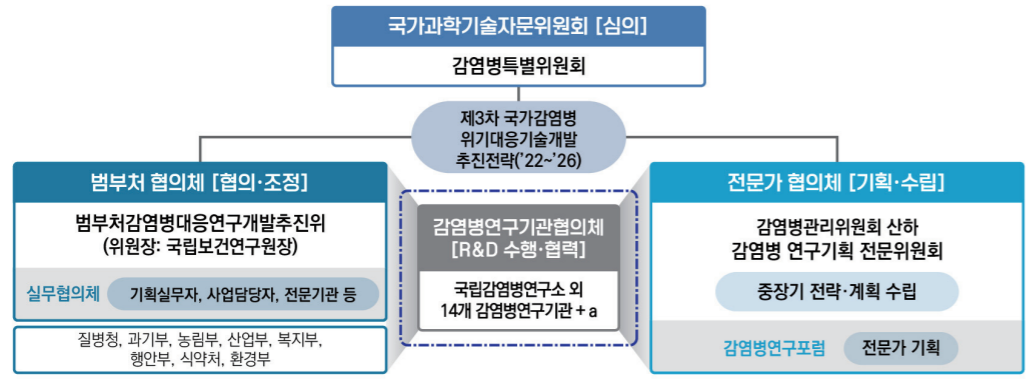 국가과학기술자문위원회 [심의]
감염병특별위원회
제3차 국가감염병
위기대응기술개발
추진전략('22~'26)
범부처 협의체 [협의·조정]
범부처감염병대응연구개발추진위
(위원장: 국립보건연구원장)
실무협의체
기획실무자, 사업담당자, 전문기관 등
질병청, 과기부, 농림부, 산업부, 복지부,
행안부, 식약처, 환경부
감염병연구기관협의체
[R&D 수행·협력]
국립감염병연구소 외
14개 감염병연구기관 + a
전문가 협의체 [기획·수립]
감염병관리위원회 산하
감염병 연구기획 전문위원회
중장기 전략·계획 수립
감염병연구포럼
전문가 기획